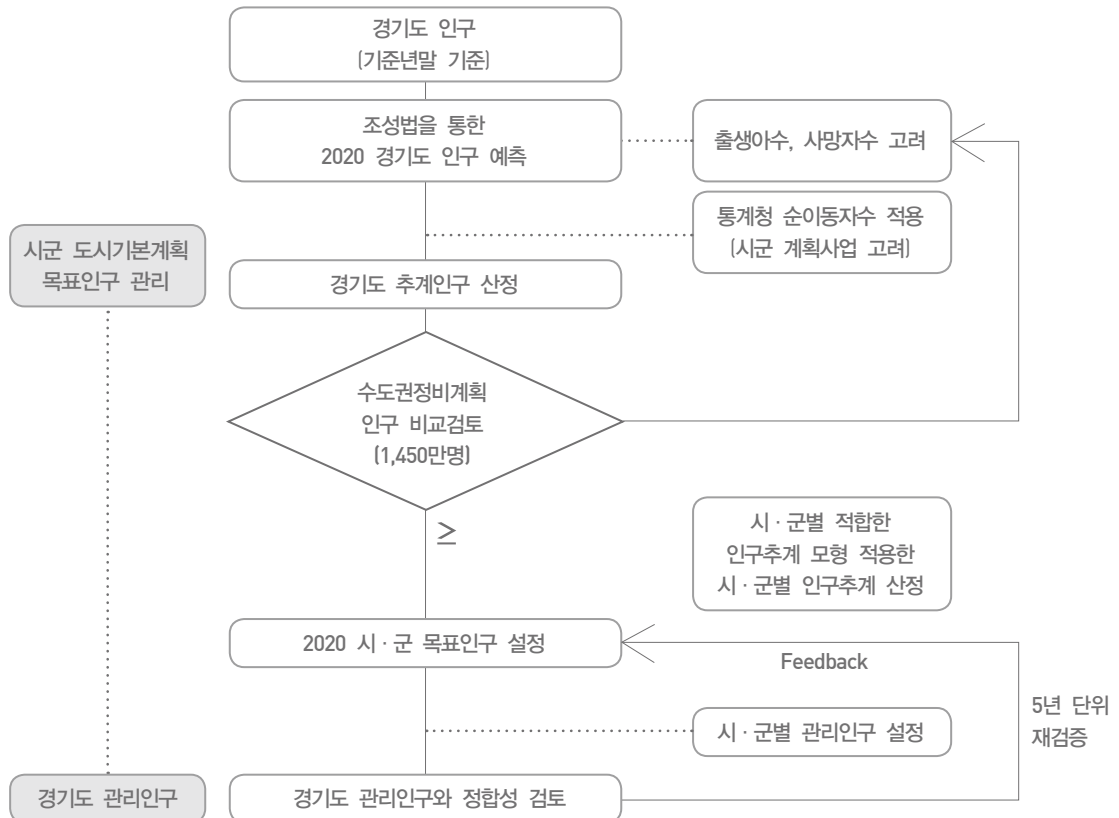 경기도 인구
(기준년말 기준)
조성법을 통한
2020 경기도 인구 예측
출생아수, 사망자수 고려
통계청 순이동자수 적용
(시군 계획사업 고려)
시군 도시기본계획
목표인구 관리
경기도 추계인구 산정
수도권정비계획
인구 비교검토
(1,450만명)
≥
시·군별 적합한
인구추계 모형 적용한
시·군별 인구추계 산정
2020 시·군 목표인구 설정
Feedback
5년 단위
재검증
시·군별 관리인구 설정
경기도 관리인구
경기도 관리인구와 정합성 검토